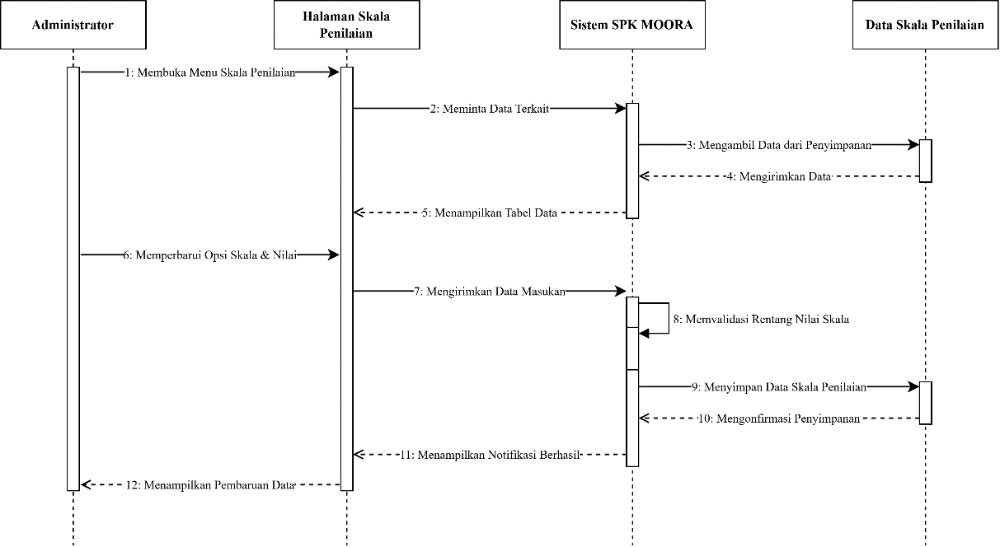 Administrator
Halaman Skala
Penilaian
Sistem SPK MOORA
Data Skala Penilaian
1: Membuka Menu Skala Penilaian
2: Meminta Data Terkait
3: Mengambil Data dari Penyimpanan
4: Mengirimkan Data
5: Menampilkan Tabel Data
6: Memperbarui Opsi Skala & Nilai
7: Mengirimkan Data Masukan
8: Memvalidasi Rentang Nilai Skala
9: Menyimpan Data Skala Penilaian
10: Mengonfirmasi Penyimpanan
11: Menampilkan Notifikasi Berhasil
12: Menampilkan Pembaruan Data